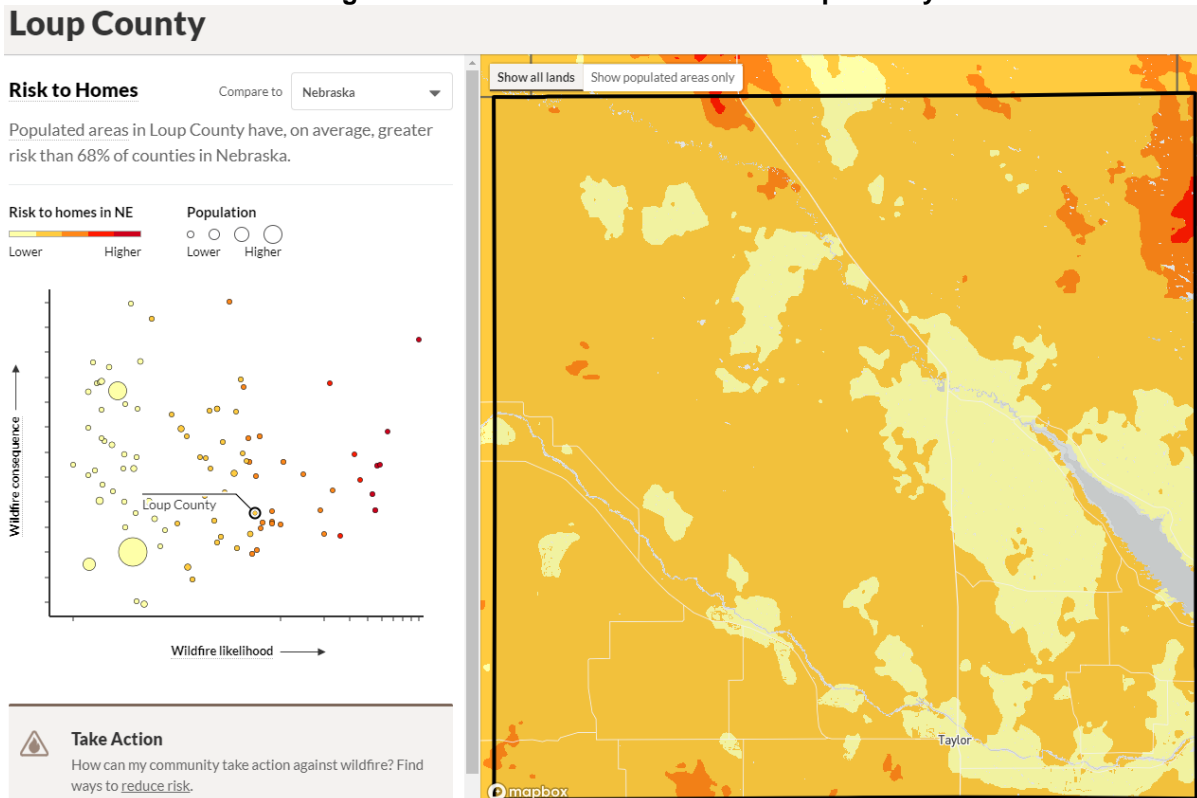 Loup County
Risk to Homes
Compare to
Nebraska
Populated areas in Loup County have, on average, greater
risk than 68% of counties in Nebraska.
Risk to homes in NE
Lower
Higher
Population
Lower
Higher
Wildfire consequence
Loup County
Wildfire likelihood
Take Action
How can my community take action against wildfire? Find
ways to reduce risk.
Show all lands
Show populated areas only
Taylor
mapbox